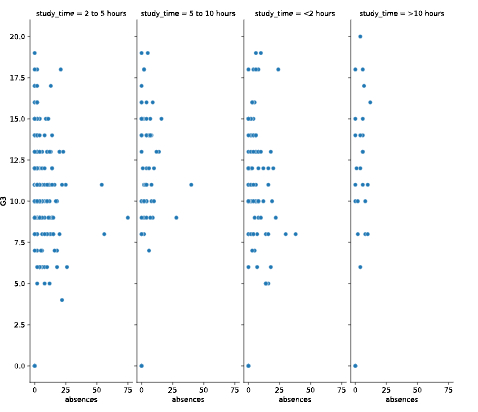 study_time = 2 to 5 hours study_time = 5 to 10 hours study_time = <2 hours study_time = >10 hours
20.0
17.5
15.0
12.5
G3
10.0
7.5
5.0
2.5
0.0
0 25 50 75 0 25 50 75 0 25 50 75 0 25 50 75
absences absences absences absences